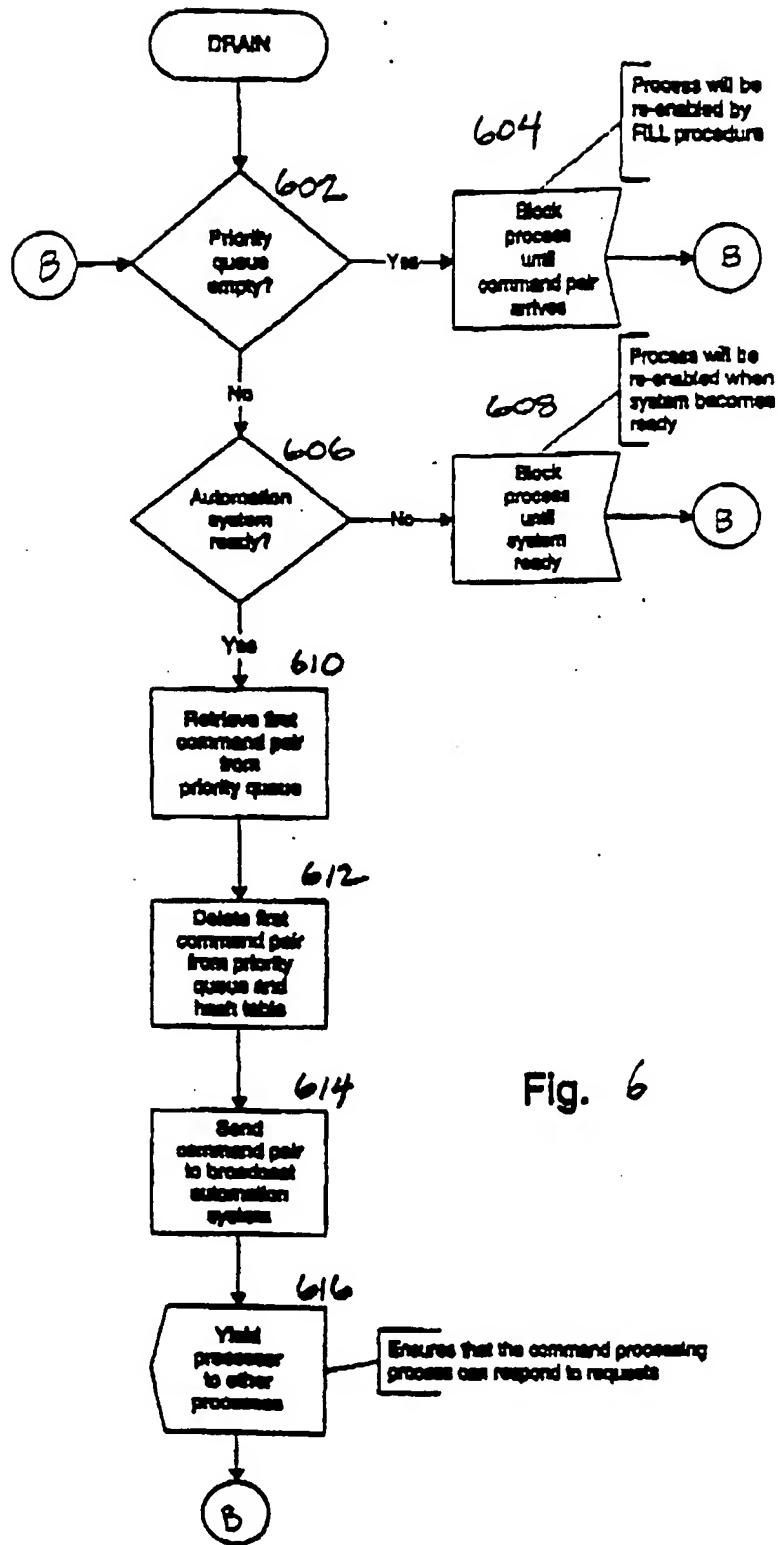 DRAIN
602
Priority
queue
empty?
B
Yes
604
Block
process
until
command pair
arrives
Process will be
re-enabled by
FILL procedure
B
No
606
Automation
system
ready?
No
608
Block
process
until
system
ready
Process will be
re-enabled when
system becomes
ready
B
Yes
610
Retrieve first
command pair
from
priority queue
612
Delete first
command pair
from priority
queue and
hash table
614
Send
command pair
to broadcast
automation
system
Fig. 6
616
Yield
processor
to other
processes
Ensures that the command processing
process can respond to requests
B